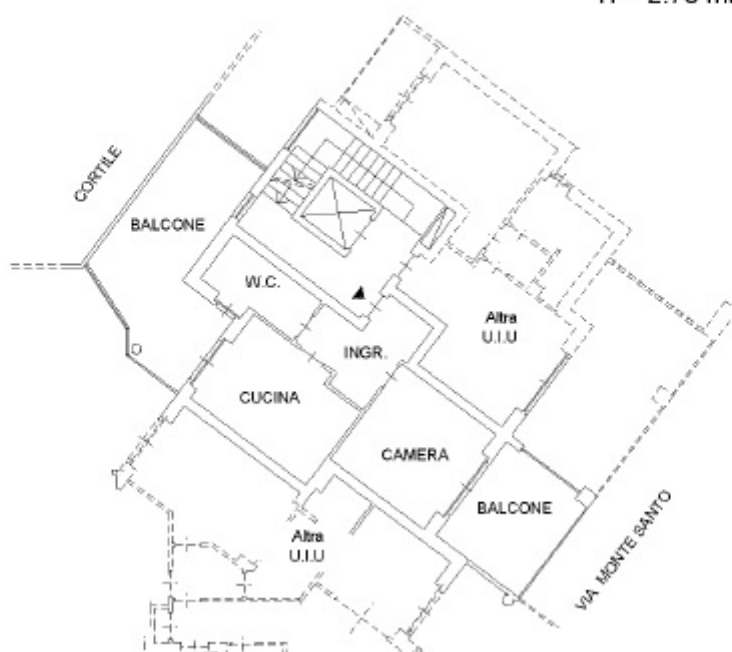 CORTILE
BALCONE
W.C.
INGR.
Altra
U.I.U
CUCINA
CAMERA
BALCONE
Altra
U.I.U
VIA MONTE SANTO